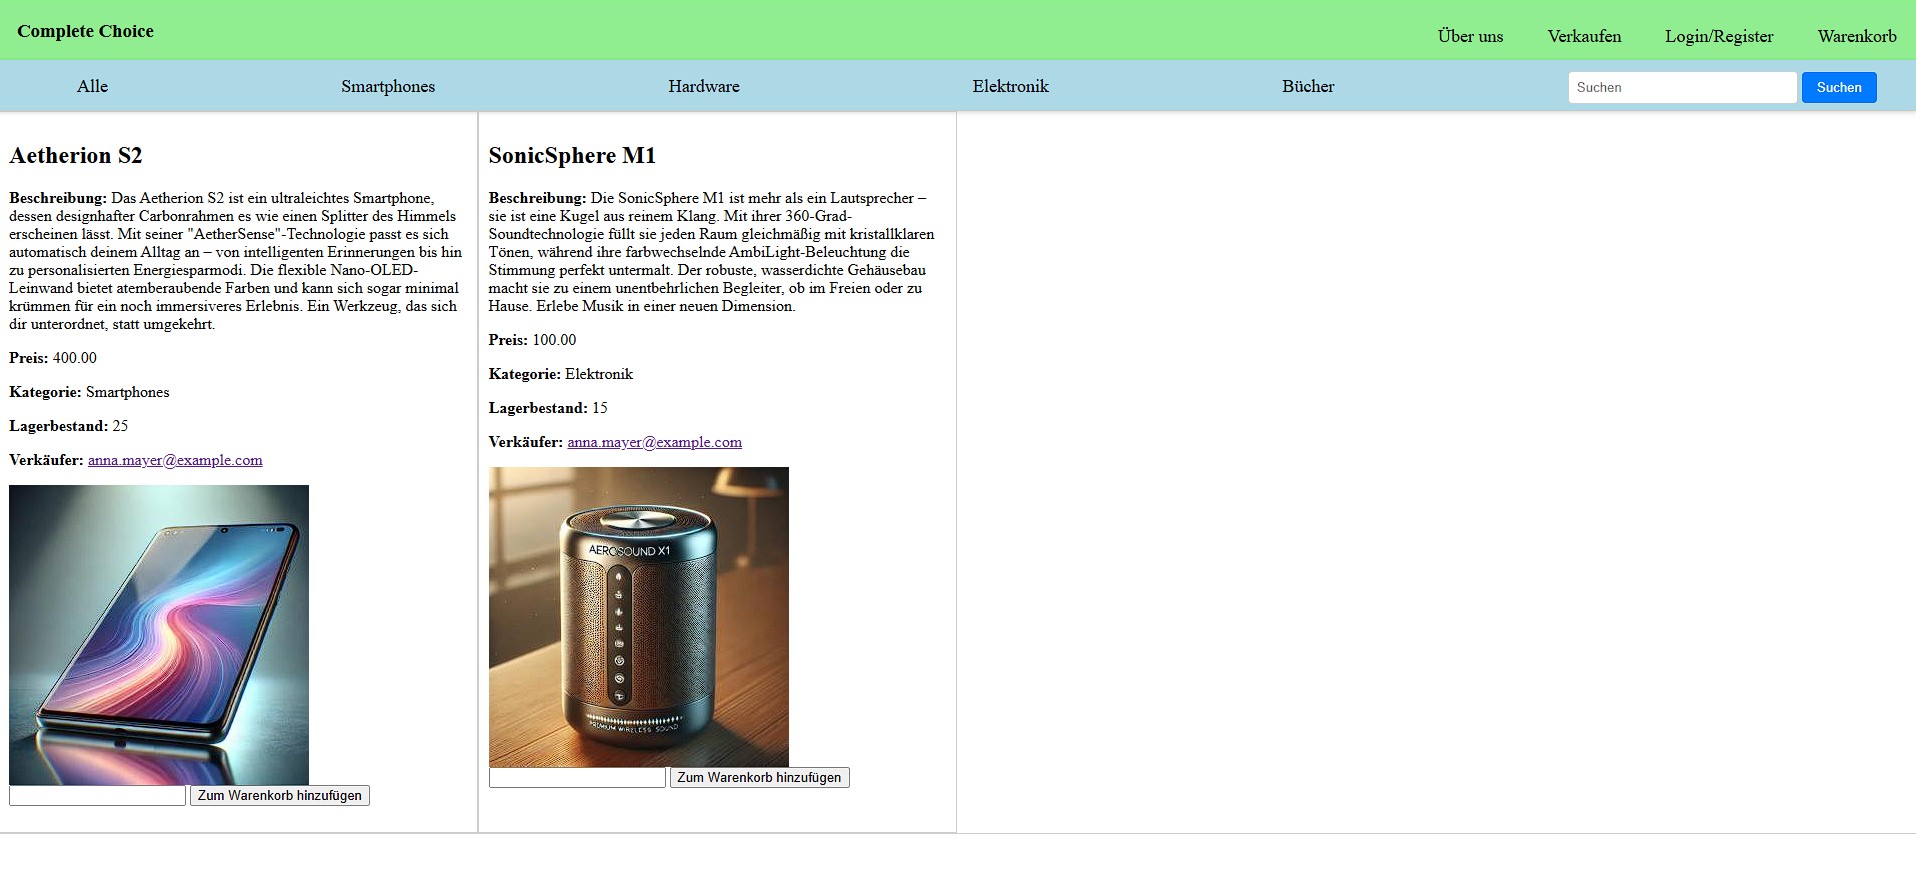 Complete Choice
Über uns Verkaufen Login/Register Warenkorb
Alle Smartphones Hardware Elektronik Bücher Suchen Suchen
Aetherion S2
Beschreibung: Das Aetherion S2 ist ein ultraleichtes Smartphone,
dessen designhafter Carbonrahmen es wie einen Splitter des Himmels
erscheinen lässt. Mit seiner "AetherSense"-Technologie passt es sich
automatisch deinem Alltag an – von intelligenten Erinnerungen bis hin
zu personalisierten Energiesparmodi. Die flexible Nano-OLED-
Leinwand bietet atemberaubende Farben und kann sich sogar minimal
krümmen für ein noch immersiveres Erlebnis. Ein Werkzeug, das sich
dir unterordnet, statt umgekehrt.
Preis: 400.00
Kategorie: Smartphones
Lagerbestand: 25
Verkäufer: anna.mayer@example.com
Zum Warenkorb hinzufügen
SonicSphere M1
Beschreibung: Die SonicSphere M1 ist mehr als ein Lautsprecher –
sie ist eine Kugel aus reinem Klang. Mit ihrer 360-Grad-
Soundtechnologie füllt sie jeden Raum gleichmäßig mit kristallklaren
Tönen, während ihre farbwechselnde AmbiLight-Beleuchtung die
Stimmung perfekt untermalt. Der robuste, wasserdichte Gehäusebau
macht sie zu einem unentbehrlichen Begleiter, ob im Freien oder zu
Hause. Erlebe Musik in einer neuen Dimension.
Preis: 100.00
Kategorie: Elektronik
Lagerbestand: 15
Verkäufer: anna.mayer@example.com
AEROSOUND X1
PREMIUM WIRELESS SOUND
Zum Warenkorb hinzufügen